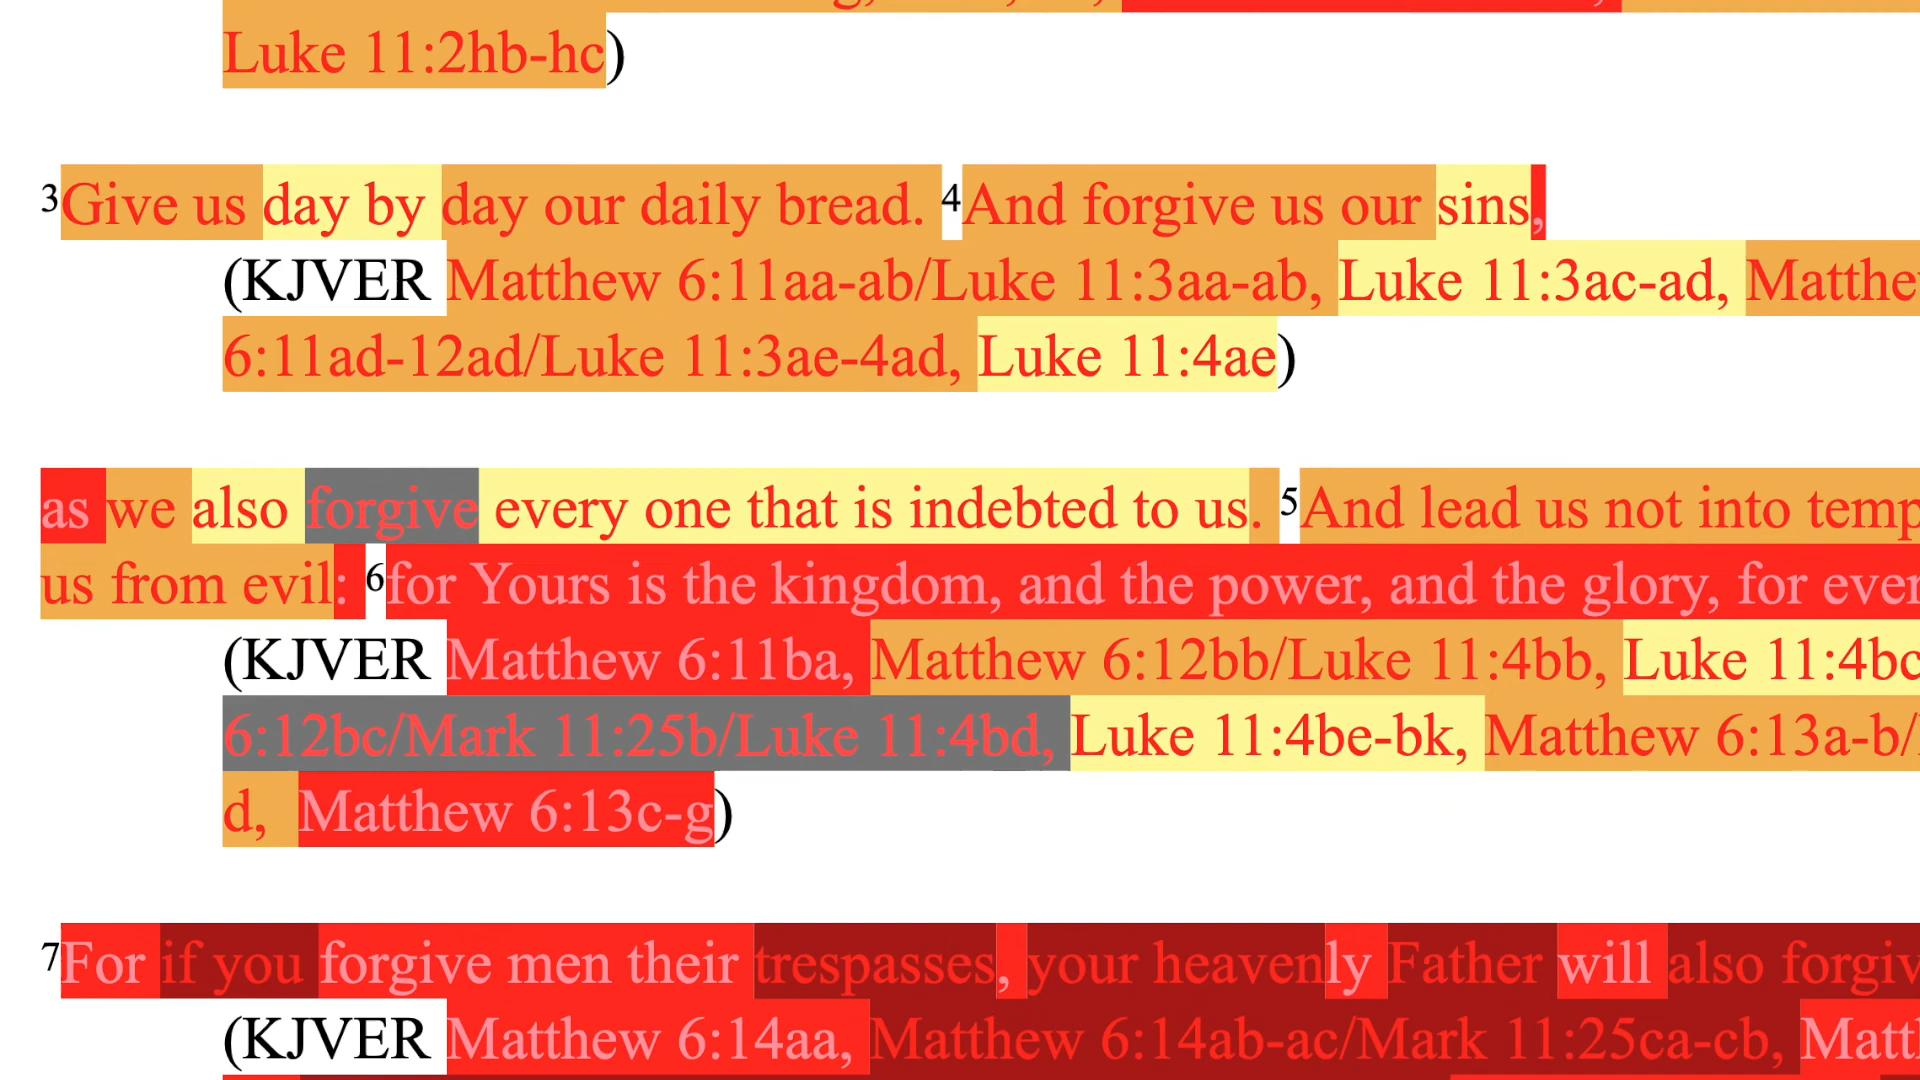 Luke 11:2hb-hc)
3Give us day by day our daily bread. 4And forgive us our sins,
(KJVER Matthew 6:11aa-ab/Luke 11:3aa-ab, Luke 11:3ac-ad, Matthe
6:11ad-12ad/Luke 11:3ae-4ad, Luke 11:4ae)
as we also forgive every one that is indebted to us. 5And lead us not into temp
us from evil: 6for Yours is the kingdom, and the power, and the glory, for ever
(KJVER Matthew 6:11ba, Matthew 6:12bb/Luke 11:4bb, Luke 11:4bc
6:12bc/Mark 11:25b/Luke 11:4bd, Luke 11:4be-bk, Matthew 6:13a-b/
d, Matthew 6:13c-g)
7For if you forgive men their trespasses, your heavenly Father will also forgiv
(KJVER Matthew 6:14aa, Matthew 6:14ab-ac/Mark 11:25ca-cb, Matt